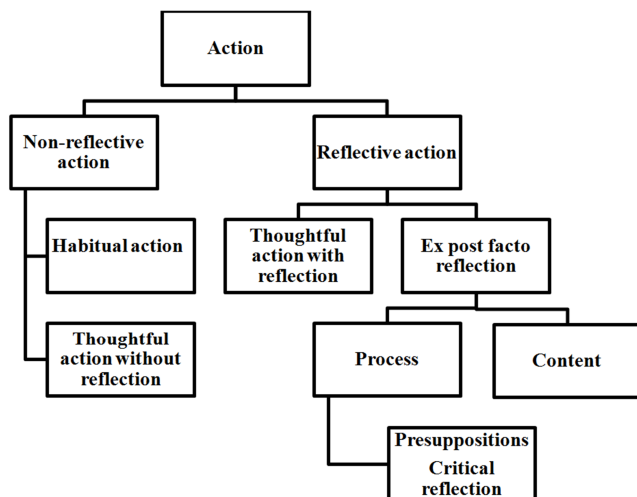 Action
Non-reflective
action
Reflective action
Habitual action
Thoughtful
action without
reflection
Thoughtful
action with
reflection
Ex post facto
reflection
Process
Content
Presuppositions
Critical
reflection